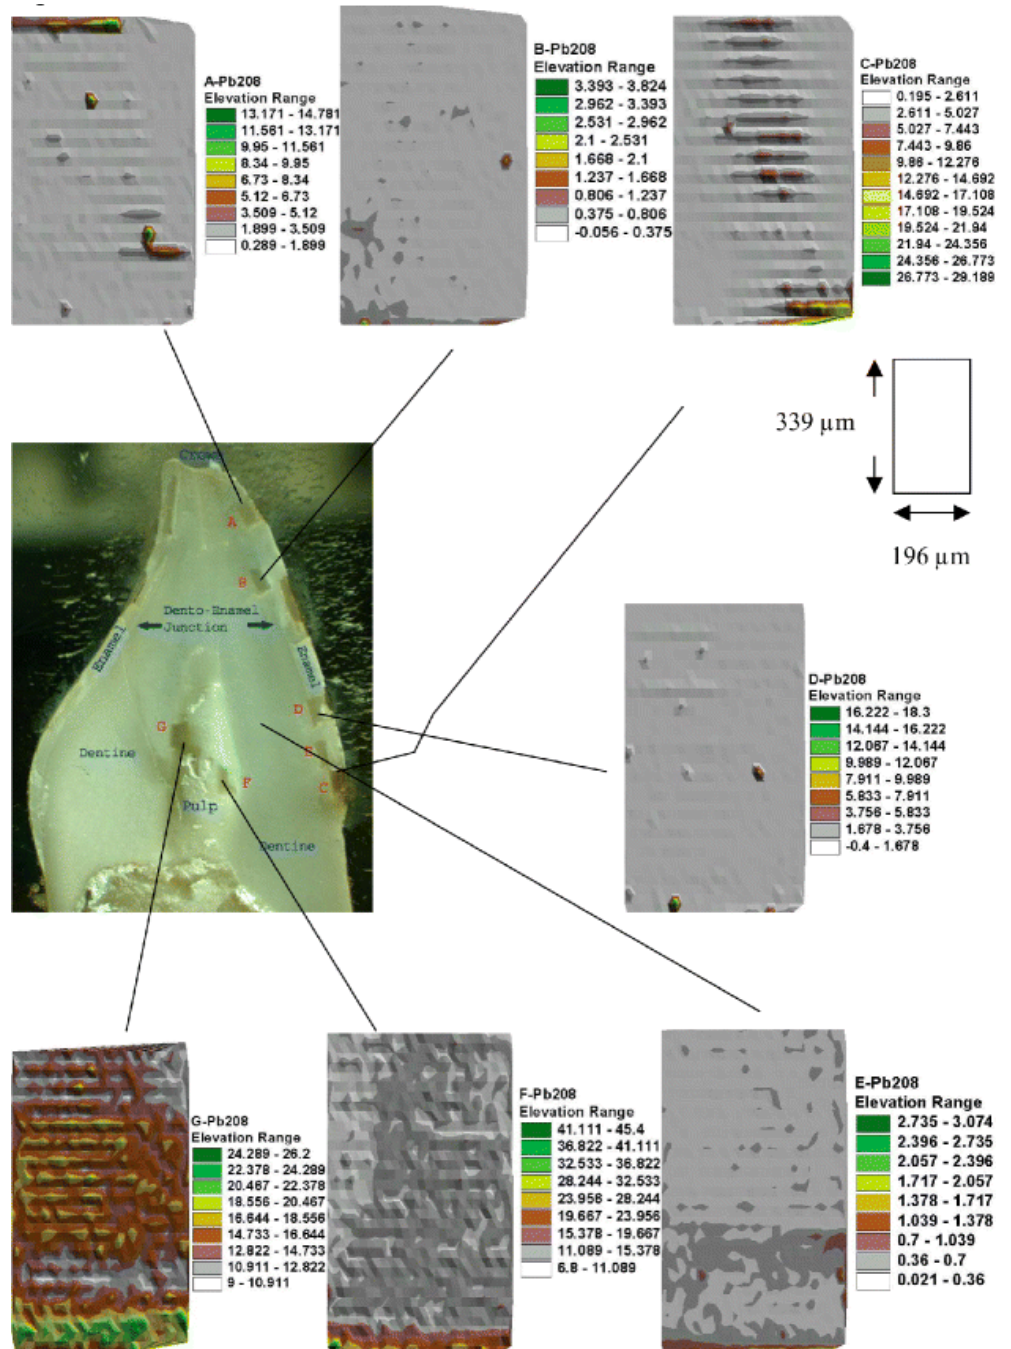 A-Pb208
Elevation Range
13.171 - 14.781
11.561 - 13.171
9.95 - 11.561
8.34 - 9.95
6.73 - 8.34
5.12 - 6.73
3.509 - 5.12
1.899 - 3.509
0.289 - 1.899
B-Pb208
Elevation Range
3.393 - 3.824
2.962 - 3.393
2.531 - 2.962
2.1 - 2.531
1.668 - 2.1
1.237 - 1.668
0.806 - 1.237
0.375 - 0.806
-0.056 - 0.375
C-Pb208
Elevation Range
0.195 - 2.611
2.611 - 5.027
5.027 - 7.443
7.443 - 9.86
9.86 - 12.276
12.276 - 14.692
14.692 - 17.108
17.108 - 19.524
19.524 - 21.94
21.94 - 24.356
24.356 - 26.773
26.773 - 29.189
339 µm
196 µm
Crown
A
B
Dento-Enamel
Junction
Enamel
Enamel
D
G
Dentine
E
F
C
Pulp
Dentine
D-Pb208
Elevation Range
16.222 - 18.3
14.144 - 16.222
12.067 - 14.144
9.989 - 12.067
7.911 - 9.989
5.833 - 7.911
3.756 - 5.833
1.678 - 3.756
-0.4 - 1.678
G-Pb208
Elevation Range
24.289 - 26.2
22.378 - 24.289
20.467 - 22.378
18.556 - 20.467
16.644 - 18.556
14.733 - 16.644
12.822 - 14.733
10.911 - 12.822
9 - 10.911
F-Pb208
Elevation Range
41.111 - 45.4
36.822 - 41.111
32.533 - 36.822
28.244 - 32.533
23.956 - 28.244
19.667 - 23.956
15.378 - 19.667
11.089 - 15.378
6.8 - 11.089
E-Pb208
Elevation Range
2.735 - 3.074
2.396 - 2.735
2.057 - 2.396
1.717 - 2.057
1.378 - 1.717
1.039 - 1.378
0.7 - 1.039
0.36 - 0.7
0.021 - 0.36